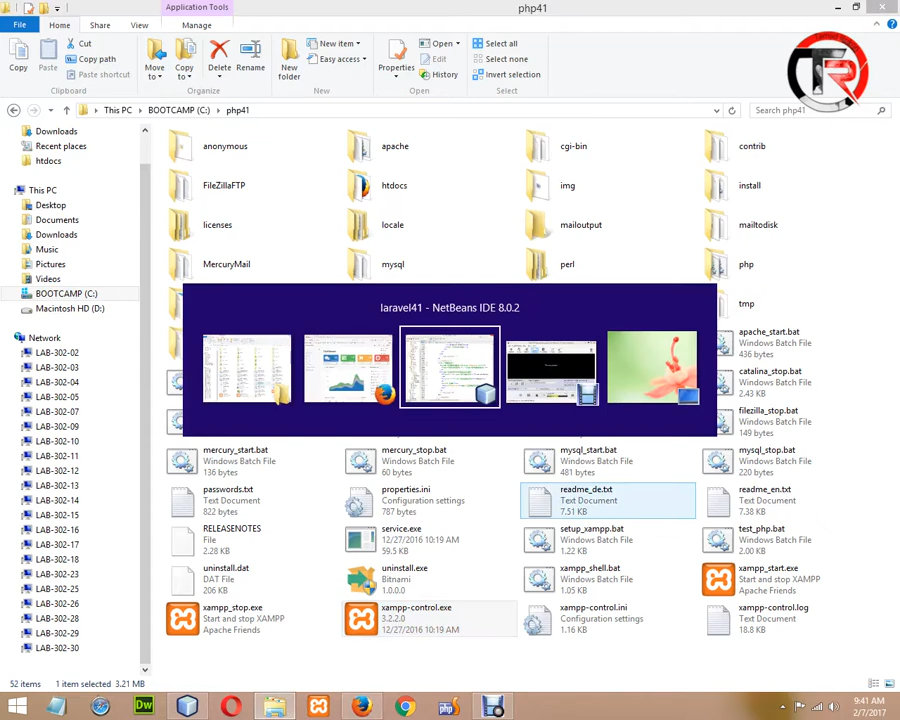 Application Tools
php41
File
Home
Share
View
Manage
Copy
Paste
Cut
Copy path
Paste shortcut
Clipboard
Move to
Copy to
Delete
Rename
Organize
New folder
New item
Easy access
New
Properties
Open
Edit
History
Open
Select all
Select none
Invert selection
Select
TR
This PC
BOOTCAMP (C:)
php41
Search php41
Downloads
Recent places
htdocs
This PC
Desktop
Documents
Downloads
Music
Pictures
Videos
BOOTCAMP (C:)
Macintosh HD (D:)
Network
LAB-302-02
LAB-302-03
LAB-302-04
LAB-302-05
LAB-302-07
LAB-302-09
LAB-302-10
LAB-302-11
LAB-302-12
LAB-302-13
LAB-302-14
LAB-302-15
LAB-302-16
LAB-302-17
LAB-302-18
LAB-302-23
LAB-302-25
LAB-302-26
LAB-302-28
LAB-302-29
LAB-302-30
anonymous
apache
cgi-bin
contrib
FileZillaFTP
htdocs
img
install
licenses
locale
mailoutput
mailtodisk
MercuryMail
mysql
perl
php
tmp
laravel41 - NetBeans IDE 8.0.2
apache_start.bat
Windows Batch File
436 bytes
catalina_stop.bat
Windows Batch File
2.43 KB
filezilla_stop.bat
Windows Batch File
149 bytes
mercury_start.bat
Windows Batch File
136 bytes
mercury_stop.bat
Windows Batch File
60 bytes
mysql_start.bat
Windows Batch File
481 bytes
mysql_stop.bat
Windows Batch File
220 bytes
passwords.txt
Text Document
822 bytes
properties.ini
Configuration settings
787 bytes
readme_de.txt
Text Document
7.51 KB
readme_en.txt
Text Document
7.38 KB
RELEASENOTES
File
2.28 KB
service.exe
12/27/2016 10:19 AM
59.5 KB
setup_xampp.bat
Windows Batch File
1.22 KB
test_php.bat
Windows Batch File
2.00 KB
uninstall.dat
DAT File
206 KB
uninstall.exe
Bitnami
1.0.0.0
xampp_shell.bat
Windows Batch File
1.05 KB
xampp_start.exe
Start and stop XAMPP
Apache Friends
xampp_stop.exe
Start and stop XAMPP
Apache Friends
xampp-control.exe
3.2.2.0
12/27/2016 10:19 AM
xampp-control.ini
Configuration settings
1.16 KB
xampp-control.log
Text Document
18.8 KB
52 items
1 item selected
3.21 MB
Dw
php
9:41 AM
2/7/2017